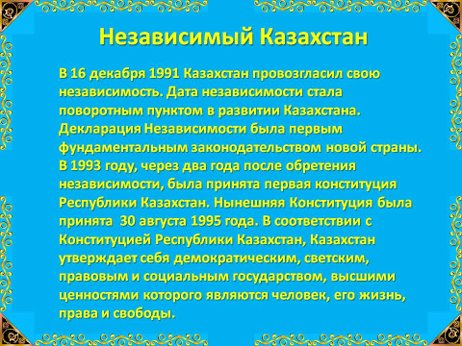 Независимый Казахстан
В 16 декабря 1991 Казахстан провозгласил свою
независимость. Дата независимости стала
поворотным пунктом в развитии Казахстана.
Декларация Независимости была первым
фундаментальным законодательством новой страны.
В 1993 году, через два года после обретения
независимости, была принята первая конституция
Республики Казахстан. Нынешняя Конституция была
принята 30 августа 1995 года. В соответствии с
Конституцией Республики Казахстан, Казахстан
утверждает себя демократическим, светским,
правовым и социальным государством, высшими
ценностями которого являются человек, его жизнь,
права и свободы.